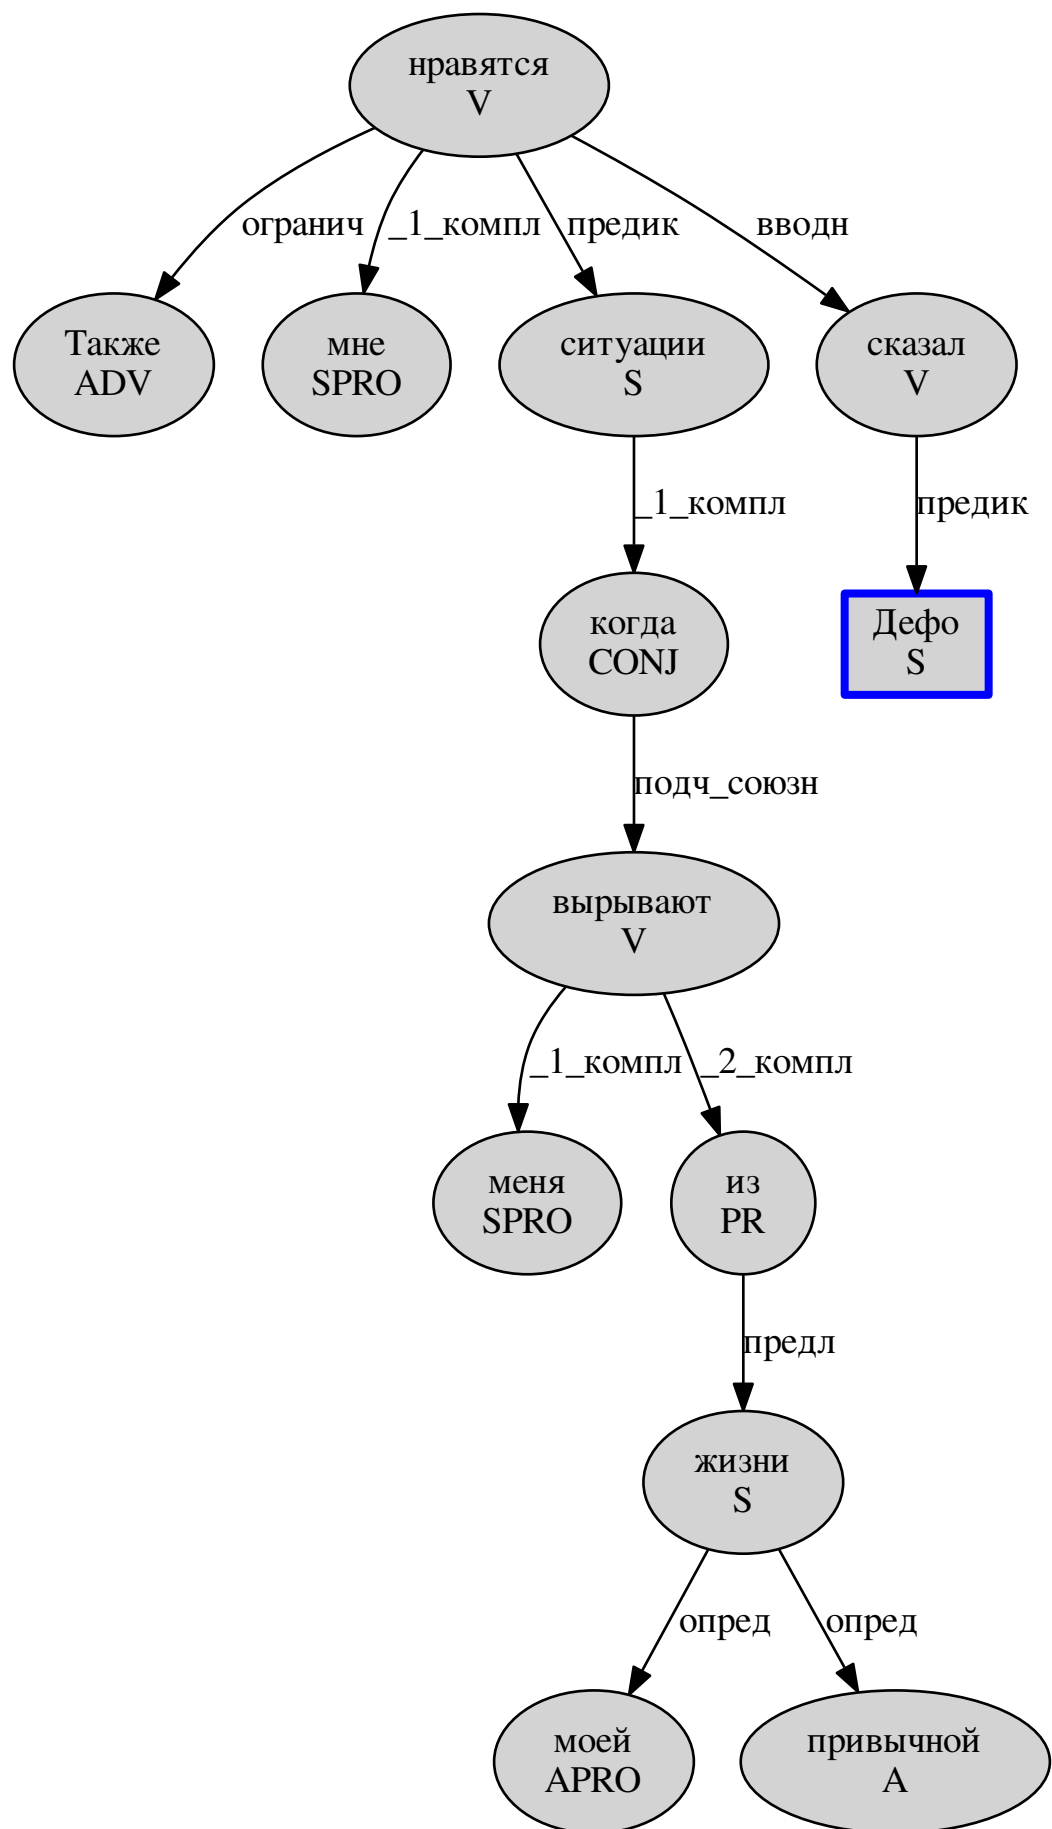 нравятся
V
огранич
_1_компл
предик
вводн
Также
ADV
мне
SPRO
ситуации
S
сказал
V
_1_компл
предик
когда
CONJ
Дефо
S
подч_союзн
вырывают
V
_1_компл
_2_компл
меня
SPRO
из
PR
предл
жизни
S
опред
опред
моей
APRO
привычной
A